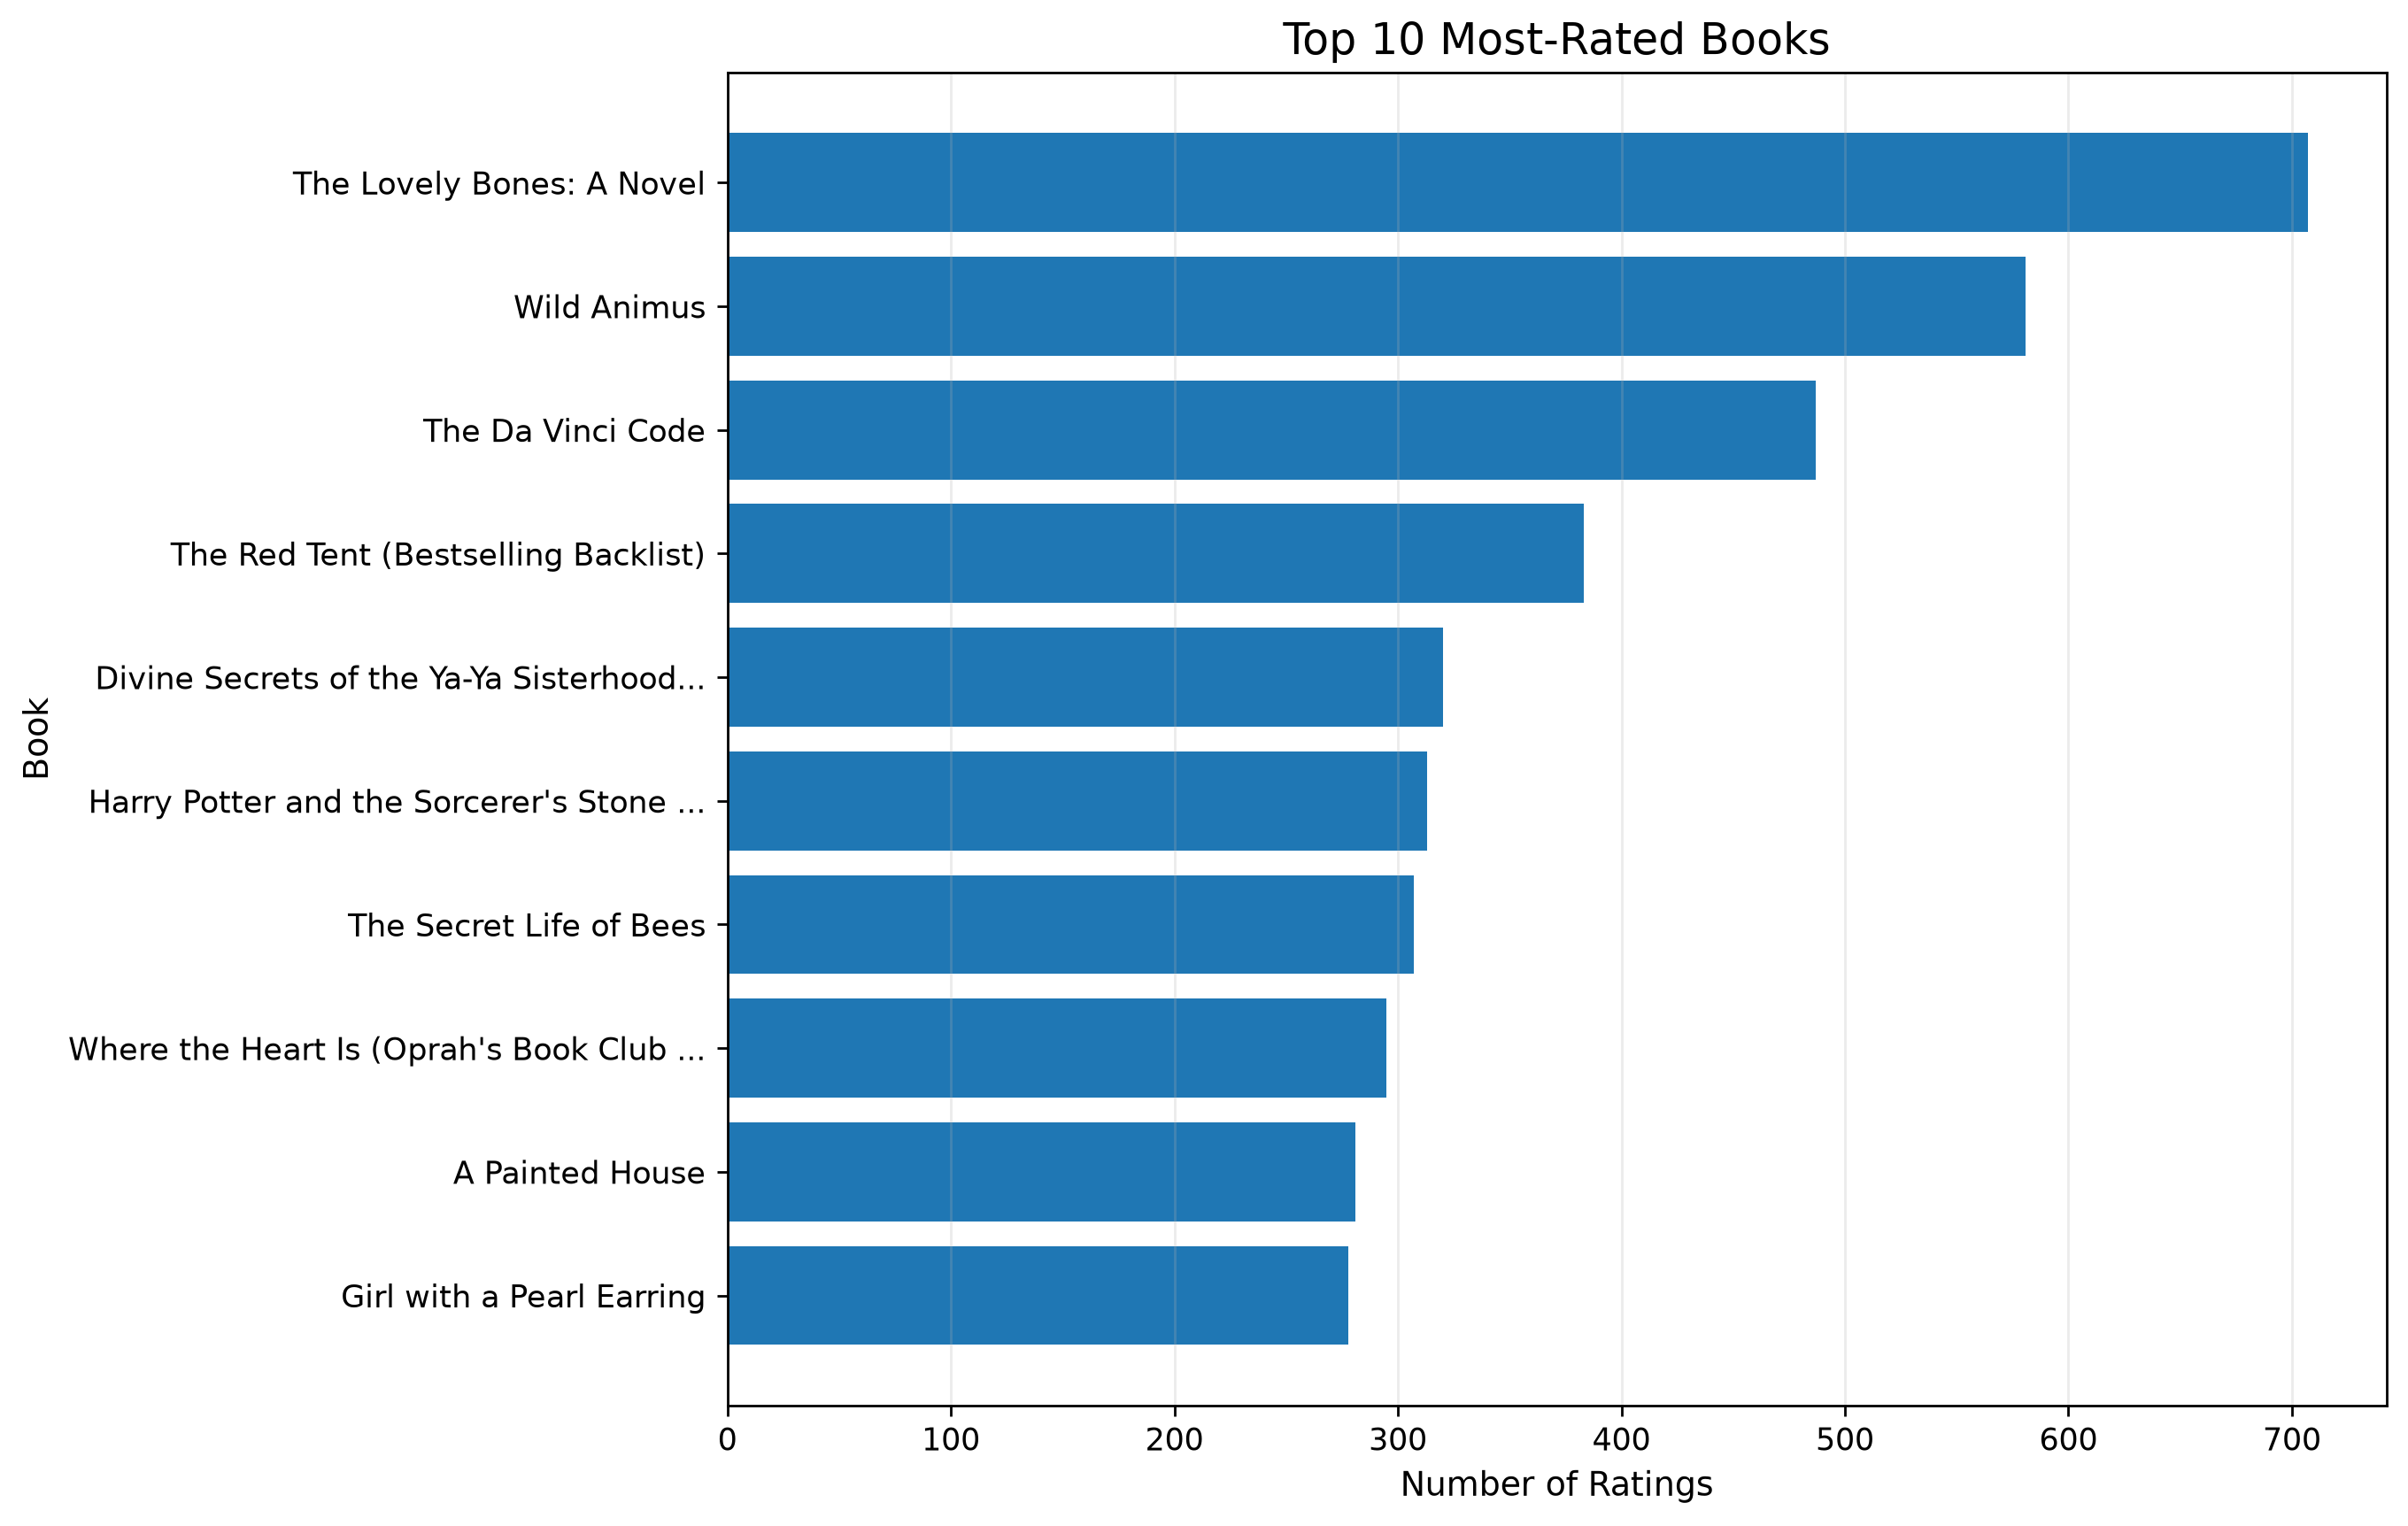 Top 10 Most-Rated Books
The Lovely Bones: A Novel
Wild Animus
The Da Vinci Code
The Red Tent (Bestselling Backlist)
Divine Secrets of the Ya-Ya Sisterhood...
Harry Potter and the Sorcerer's Stone ...
The Secret Life of Bees
Where the Heart Is (Oprah's Book Club ...
A Painted House
Girl with a Pearl Earring
Book
0 100 200 300 400 500 600 700
Number of Ratings